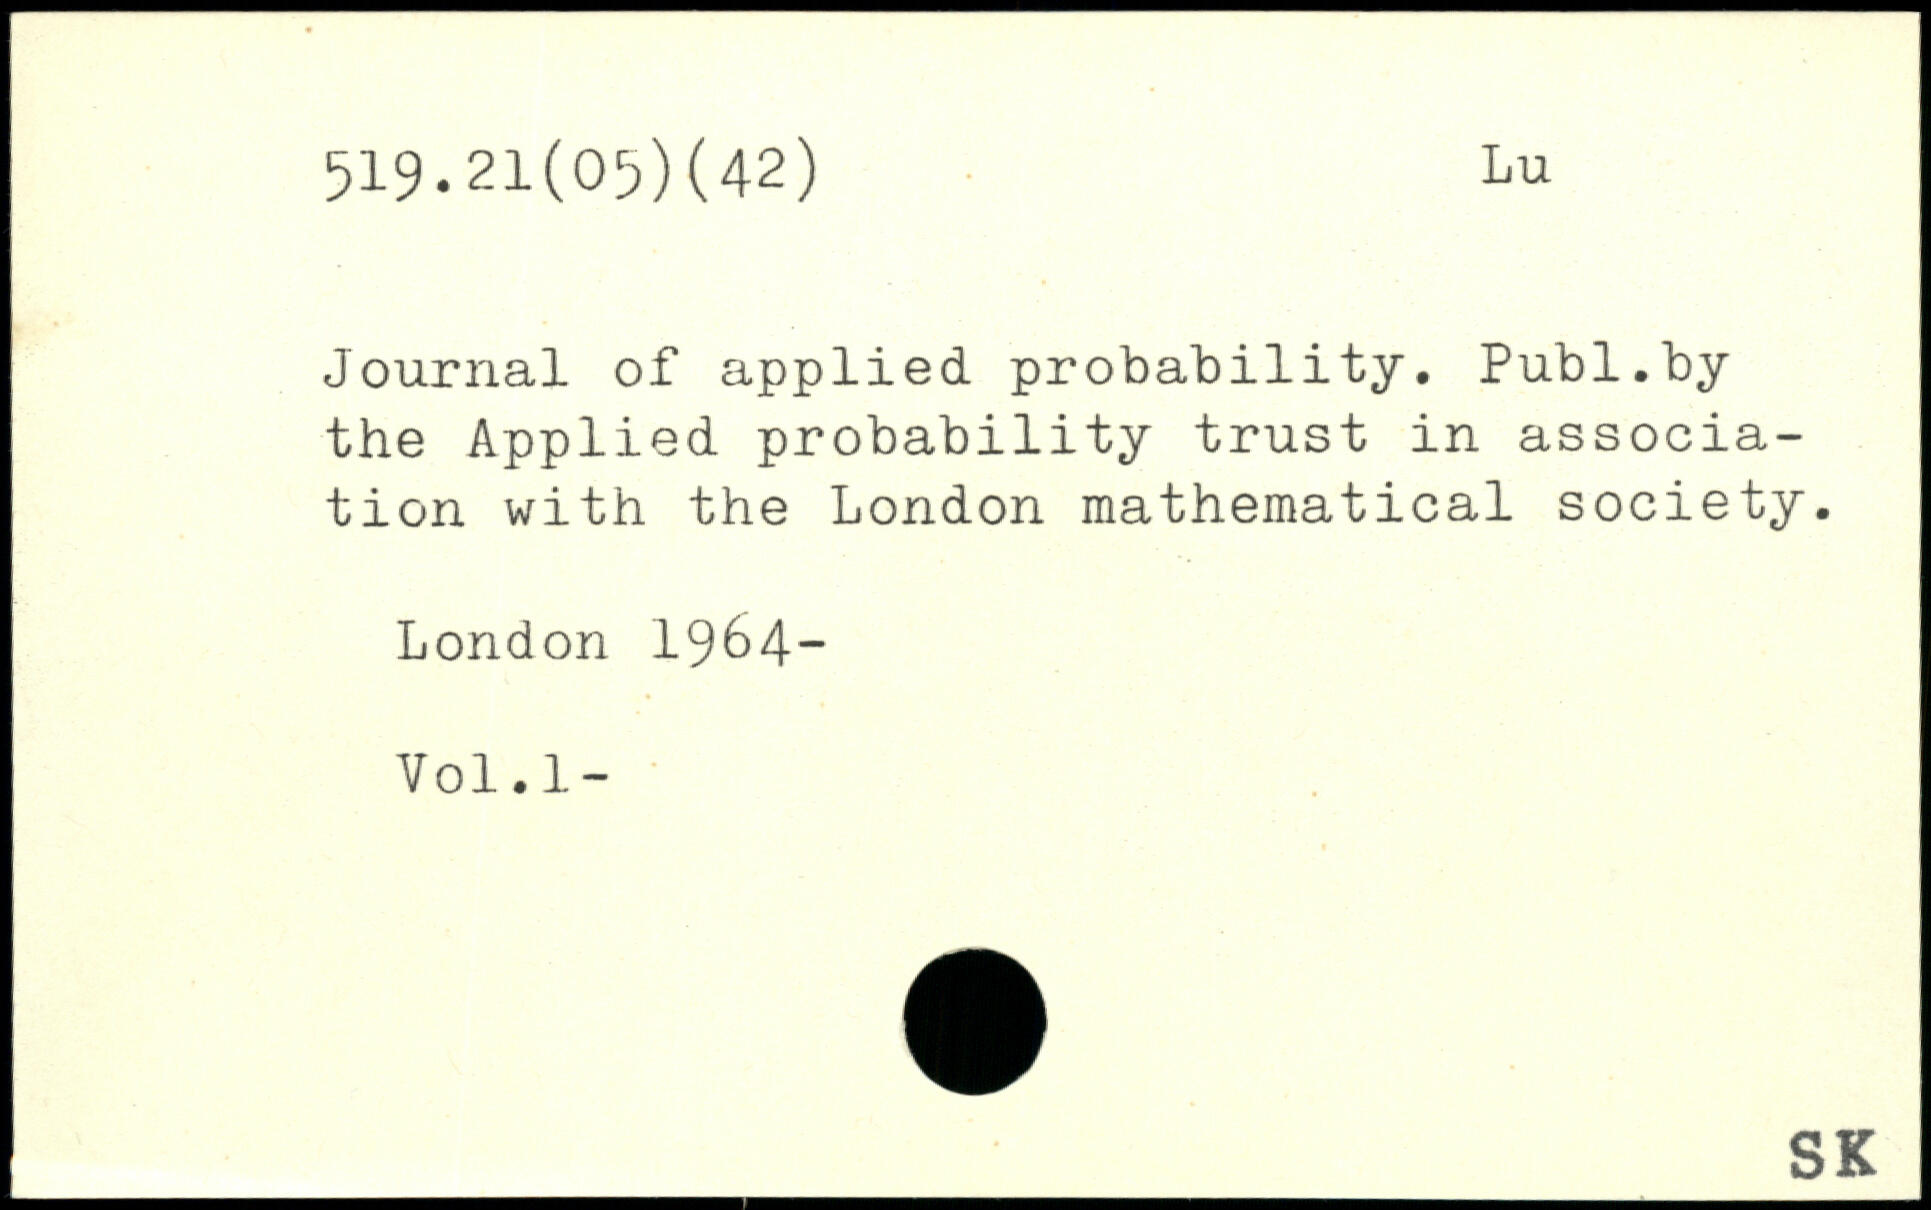 519.21(05)(42) Lu
Journal of applied probability. Publ.by
the Applied probability trust in associa-
tion with the London mathematical society.
London 1964-
Vol.1-
SK